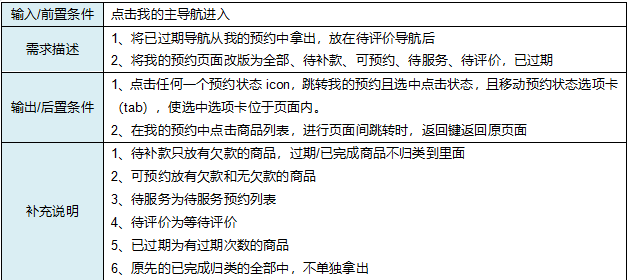 输入/前置条件 点击我的主导航进入
需求描述
1、将已过期导航从我的预约中拿出，放在待评价导航后
2、将我的预约页面改版为全部、待补款、可预约、待服务、待评价，已过期
输出/后置条件
1、点击任何一个预约状态 icon，跳转我的预约且选中点击状态，且移动预约状态选项卡
（tab），使选中选项卡位于页面内。
2、在我的预约中点击商品列表，进行页面间跳转时，返回键返回原页面
补充说明
1、待补款只放有欠款的商品，过期/已完成商品不归类到里面
2、可预约放有欠款和无欠款的商品
3、待服务为待服务预约列表
4、待评价为等待评价
5、已过期为有过期次数的商品
6、原先的已完成归类的全部中，不单独拿出